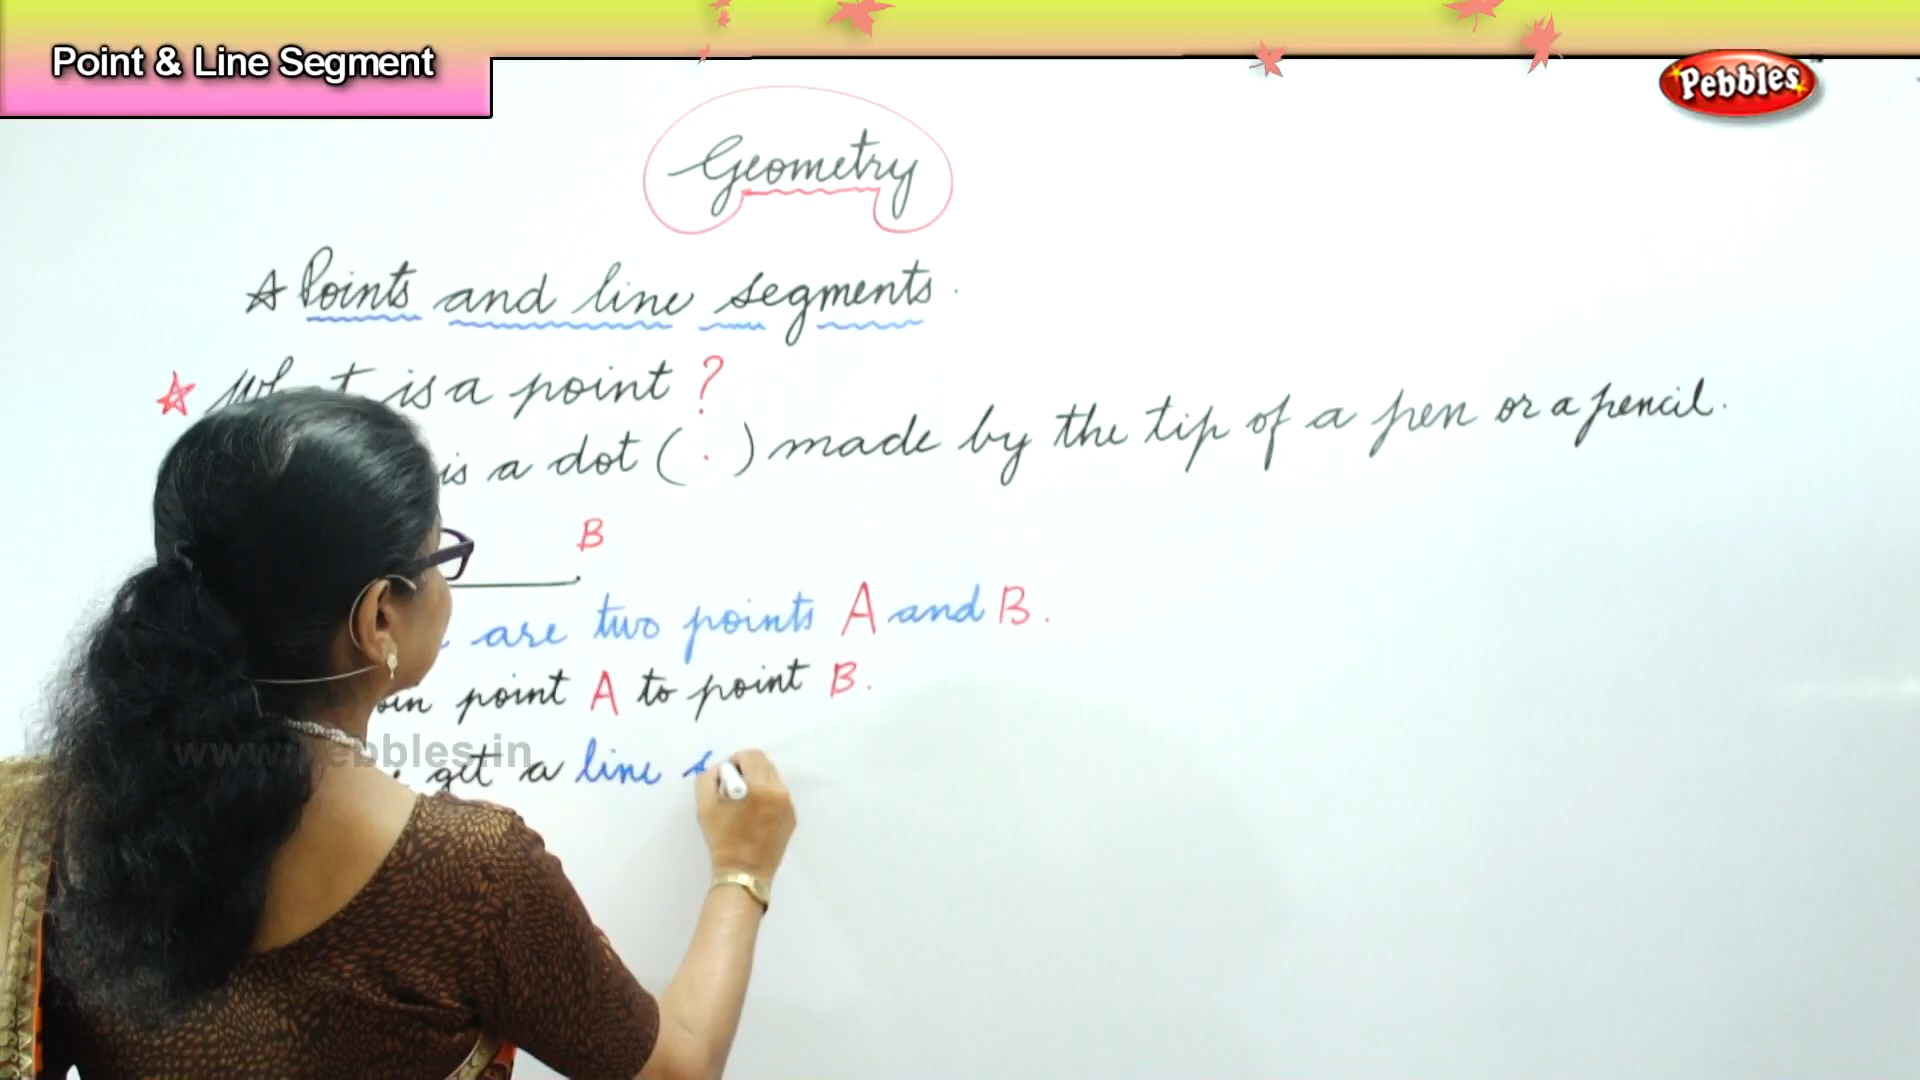 Point & Line Segment
Pebbles
Geometry
Points and line segments.
What is a point ?
is a dot ( . ) made by the tip of a pen or a pencil.
B
are two points A and B.
point A to point B.
get a line s
www.pebbles.in